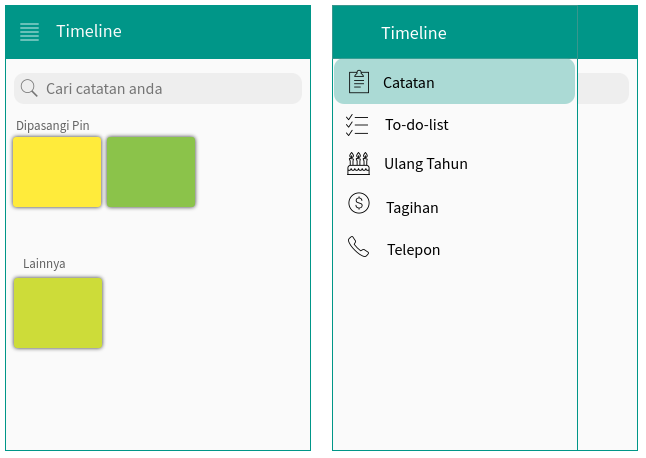 Timeline
Cari catatan anda
Dipasangi Pin
Lainnya
Timeline
Catatan
To-do-list
Ulang Tahun
Tagihan
Telepon